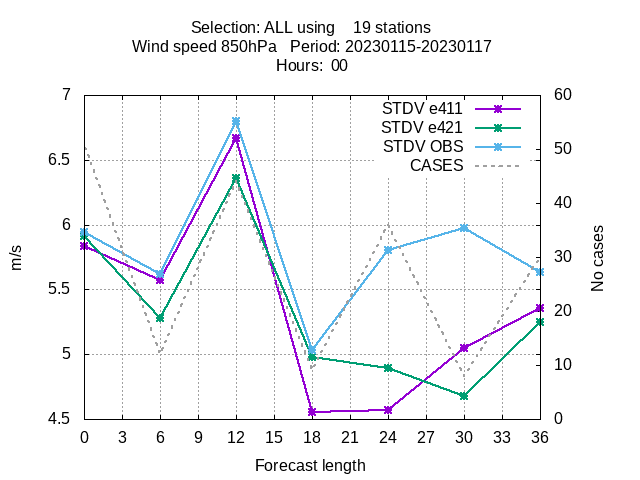 Selection: ALL using    19 stations
Wind speed 850hPa   Period: 20230115-20230117
Hours:  00
7
6.5
6
5.5
5
4.5
m/s
STDV e411
STDV e421
STDV OBS
CASES
60
50
40
30
20
10
0
No cases
0 3 6 9 12 15 18 21 24 27 30 33 36
Forecast length